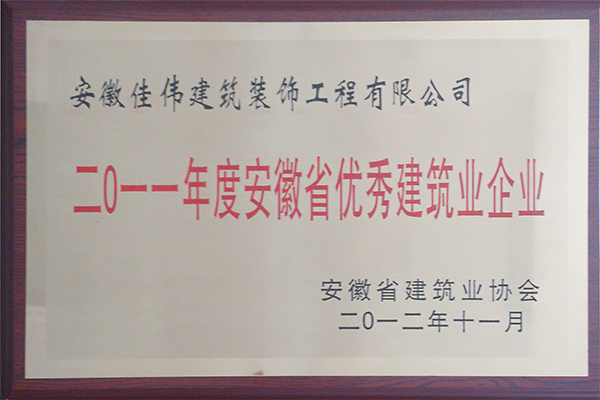 安徽佳伟建筑装饰工程有限公司
二0一一年度安徽省优秀建筑业企业
安徽省建筑业协会
二0一二年十一月